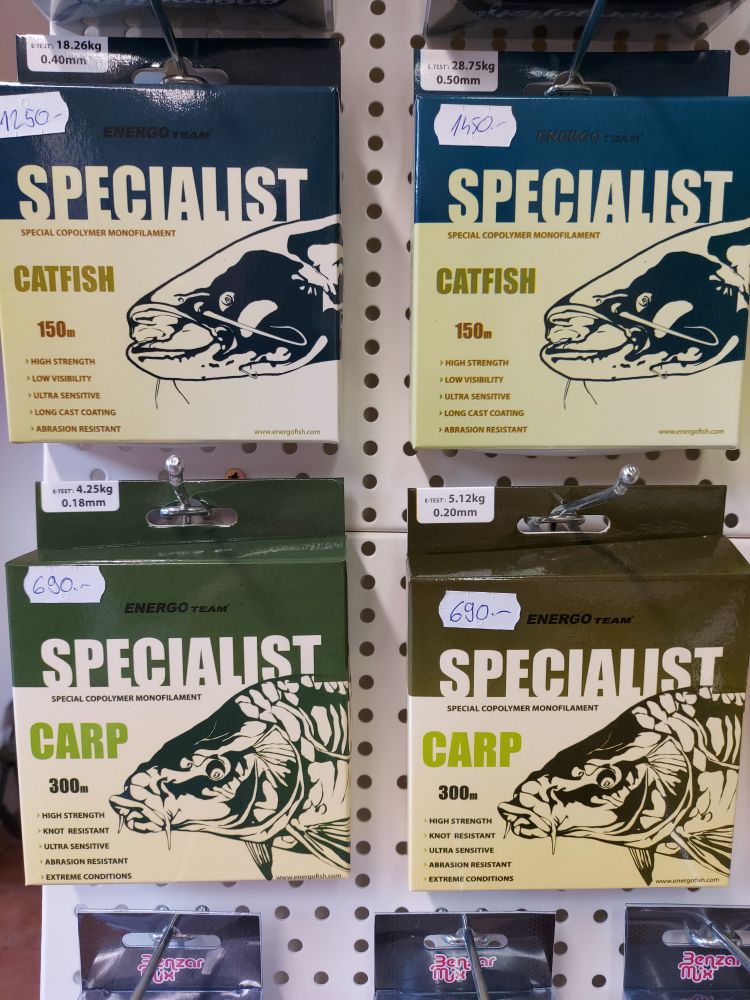 E-TEST: 18.26kg
0.40mm
1250.-
ENERGO TEAM
SPECIALIST
SPECIAL COPOLYMER MONOFILAMENT
CATFISH
150m
› HIGH STRENGTH
› LOW VISIBILITY
› ULTRA SENSITIVE
› LONG CAST COATING
› ABRASION RESISTANT
www.energofish.com
E-TEST: 28.75kg
0.50mm
1450.-
ENERGO TEAM
SPECIALIST
SPECIAL COPOLYMER MONOFILAMENT
CATFISH
150m
› HIGH STRENGTH
› LOW VISIBILITY
› ULTRA SENSITIVE
› LONG CAST COATING
› ABRASION RESISTANT
www.energofish.com
E-TEST: 4.25kg
0.18mm
690.-
ENERGO TEAM
SPECIALIST
SPECIAL COPOLYMER MONOFILAMENT
CARP
300m
› HIGH STRENGTH
› KNOT RESISTANT
› ULTRA SENSITIVE
› ABRASION RESISTANT
› EXTREME CONDITIONS
www.energofish.com
E-TEST: 5.12kg
0.20mm
690.-
ENERGO TEAM
SPECIALIST
SPECIAL COPOLYMER MONOFILAMENT
CARP
300m
› HIGH STRENGTH
› KNOT RESISTANT
› ULTRA SENSITIVE
› ABRASION RESISTANT
› EXTREME CONDITIONS
www.energofish.com
Benzar
Mix
Benzar
Mix
Benzar
Mix